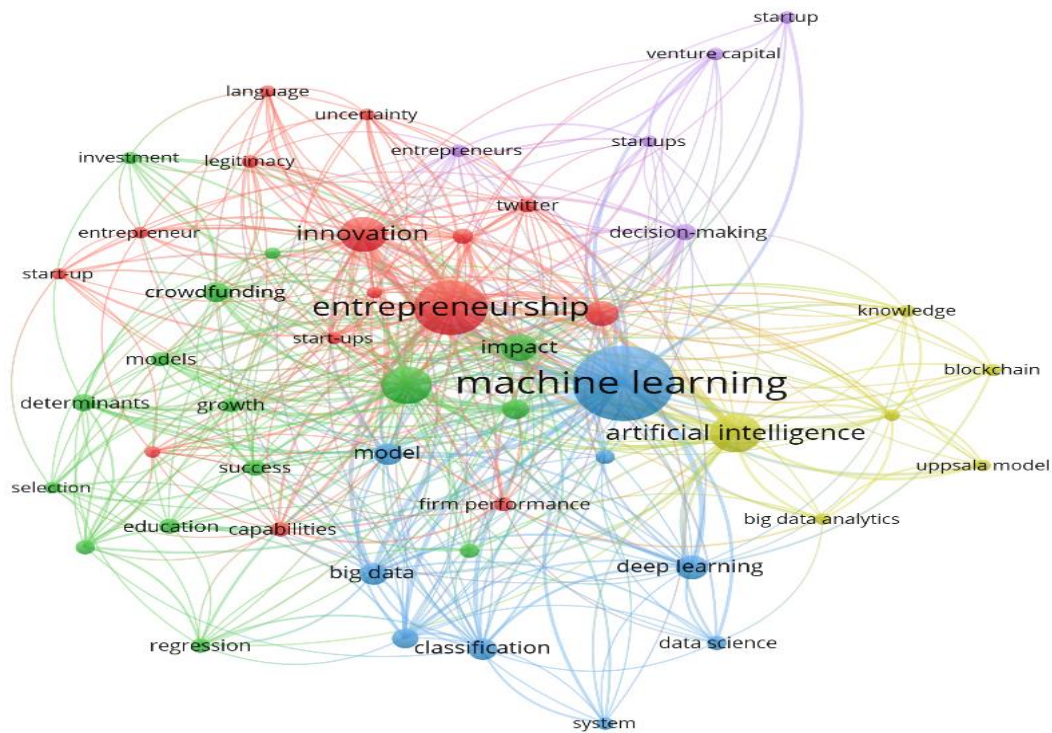 startup
venture capital
language
uncertainty
entrepreneurs
startups
investment
legitimacy
twitter
innovation
entrepreneur
decision-making
start-up
crowdfunding
entrepreneurship
knowledge
start-ups
impact
models
blockchain
machine learning
determinants
growth
artificial intelligence
model
success
uppsala model
selection
firm performance
big data analytics
education
capabilities
big data
deep learning
regression
classification
data science
system